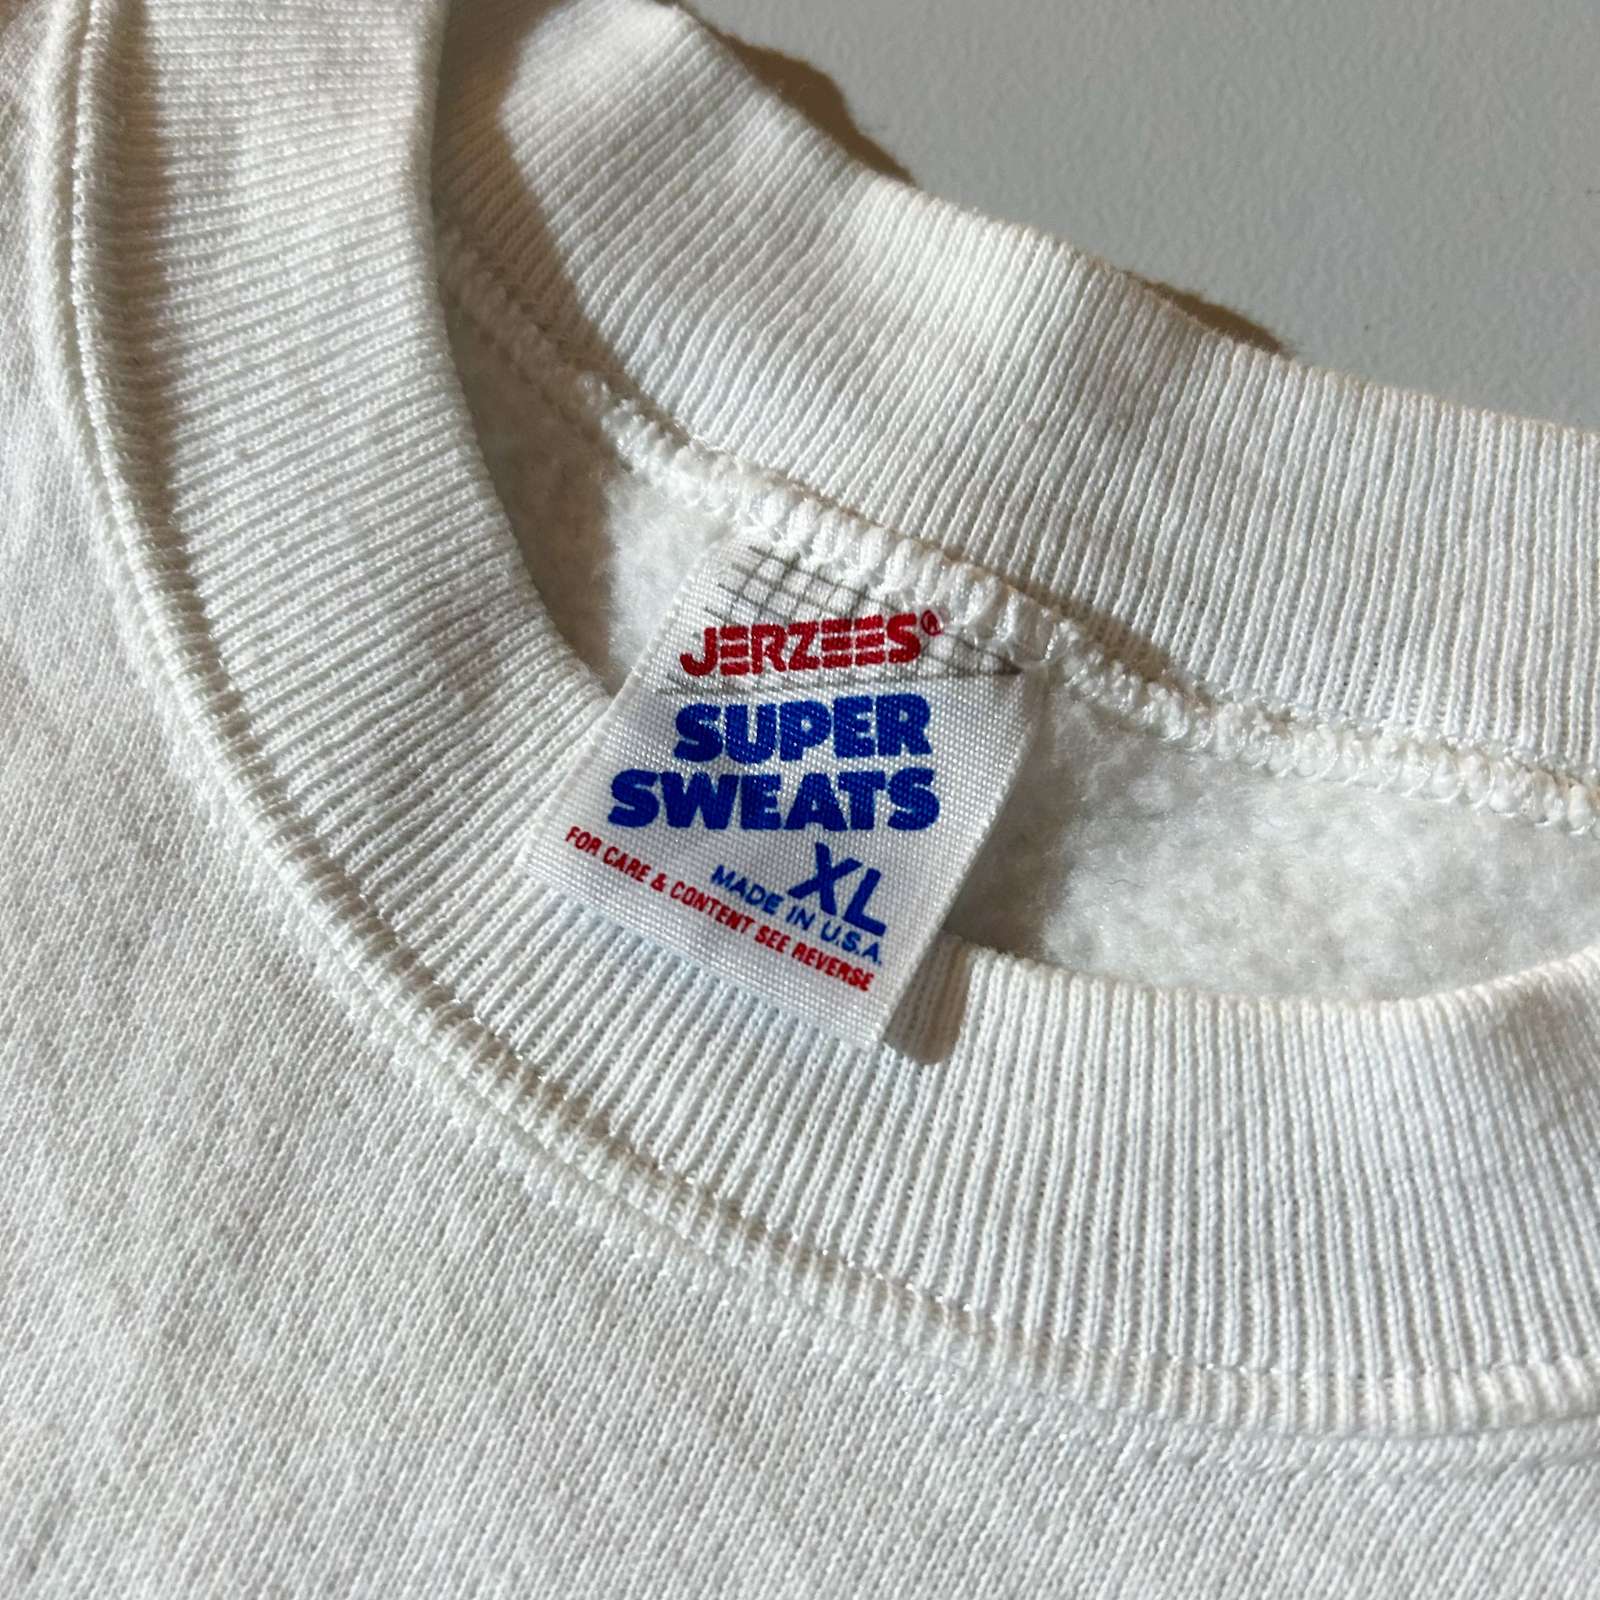 JERZEES®
SUPER
SWEATS
XL
MADE IN U.S.A.
FOR CARE & CONTENT SEE REVERSE